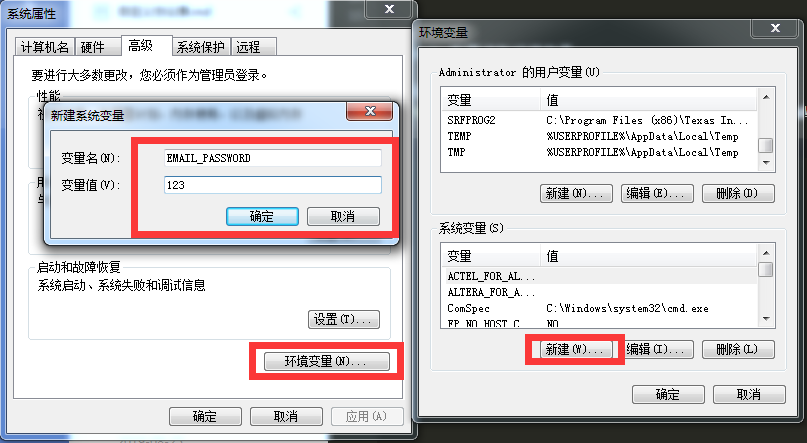 系统属性
计算机名 硬件 高级 系统保护 远程
要进行大多数更改，您必须作为管理员登录。
性能
新建系统变量
变量名(N): EMAIL_PASSWORD
变量值(V): 123
确定 取消
启动和故障恢复
系统启动、系统失败和调试信息
设置(T)...
环境变量(N)...
确定 取消 应用(A)
环境变量
Administrator 的用户变量(U)
变量 值
SRFPROG2 C:\Program Files (x86)\Texas In...
TEMP %USERPROFILE%\AppData\Local\Temp
TMP %USERPROFILE%\AppData\Local\Temp
新建(N)... 编辑(E)... 删除(D)
系统变量(S)
变量 值
ACTEL_FOR_AL...
ALTERA_FOR_A...
ComSpec C:\Windows\system32\cmd.exe
FP_NO_HOST_C... NO
新建(W)... 编辑(I)... 删除(L)
确定 取消